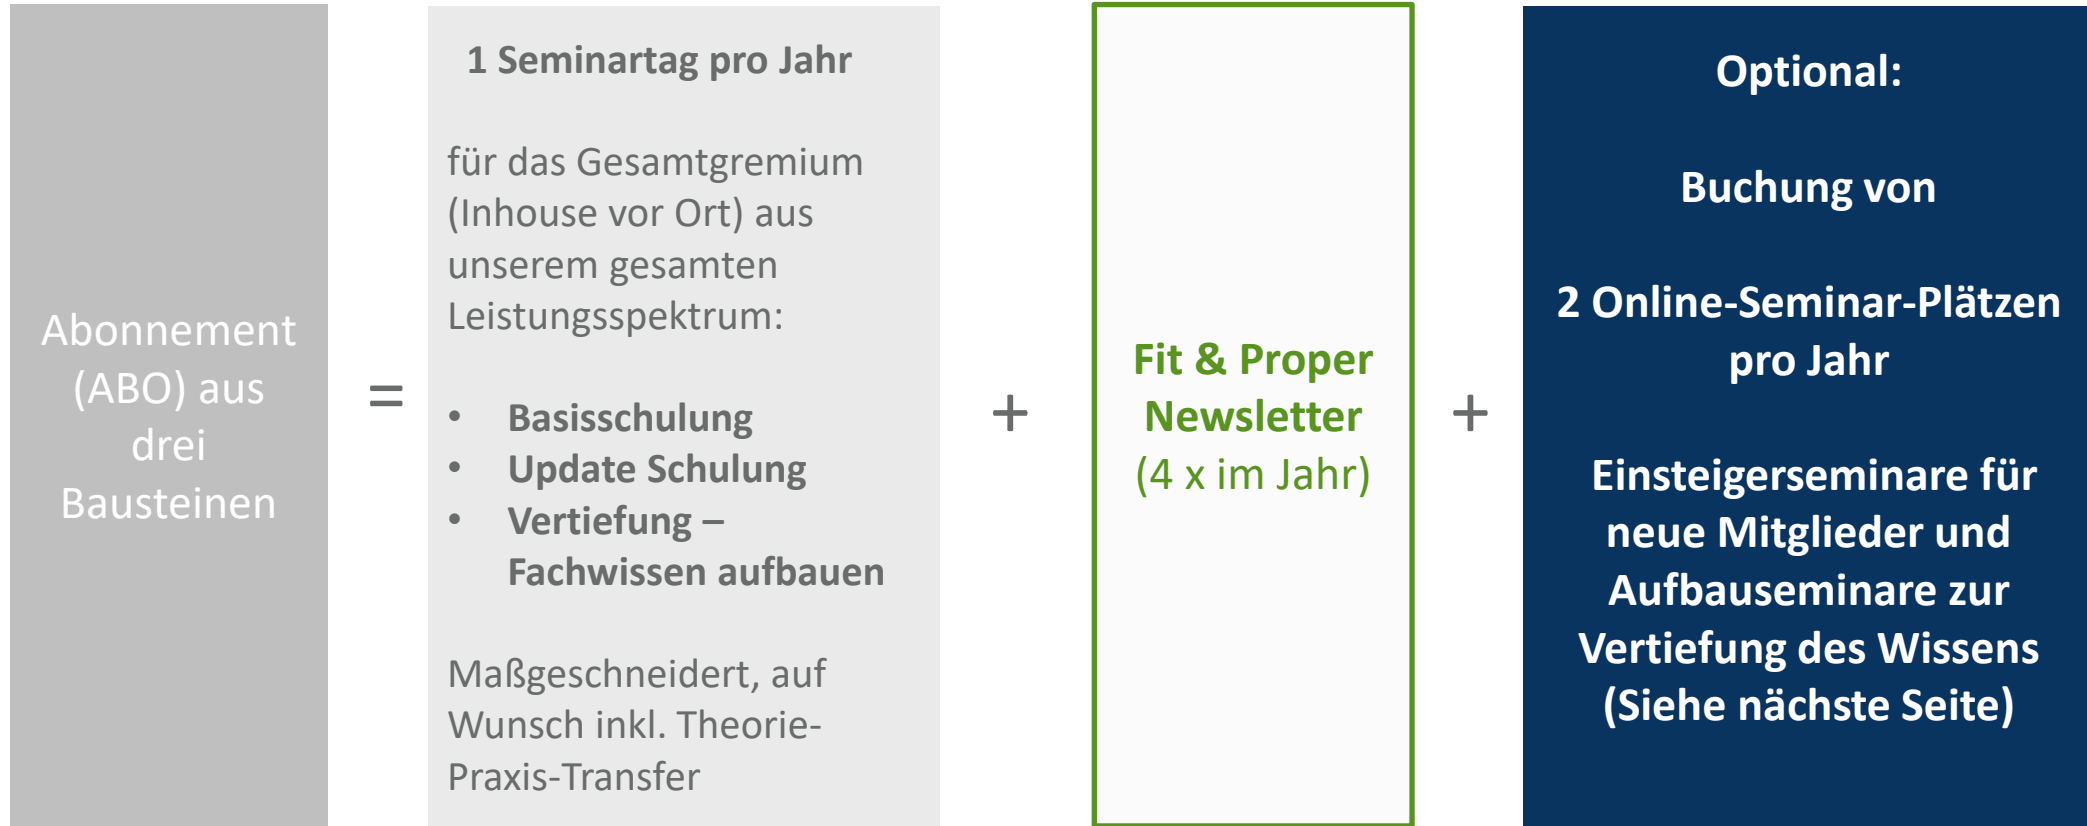 Abonnement
(ABO) aus
drei
Bausteinen
=
1 Seminartag pro Jahr
für das Gesamtgremium
(Inhouse vor Ort) aus
unserem gesamten
Leistungsspektrum:
• Basisschulung
• Update Schulung
• Vertiefung –
Fachwissen aufbauen
Maßgeschneidert, auf
Wunsch inkl. Theorie-
Praxis-Transfer
+
Fit & Proper
Newsletter
(4 x im Jahr)
+
Optional:
Buchung von
2 Online-Seminar-Plätzen
pro Jahr
Einsteigerseminare für
neue Mitglieder und
Aufbauseminare zur
Vertiefung des Wissens
(Siehe nächste Seite)